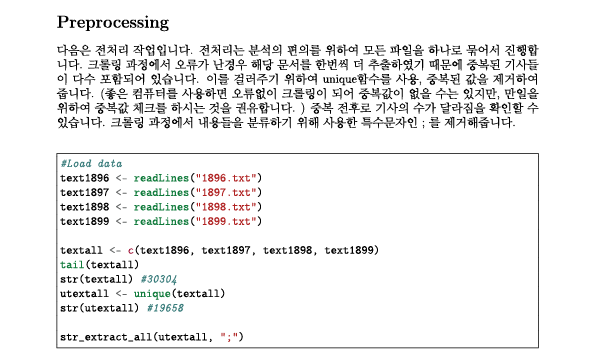 Preprocessing
다음은 전처리 작업입니다. 전처리는 분석의 편의를 위하여 모든 파일을 하나로 묶어서 진행합
니다. 크롤링 과정에서 오류가 난경우 해당 문서를 한번씩 더 추출하였기 때문에 중복된 기사들
이 다수 포함되어 있습니다. 이를 걸러주기 위하여 unique함수를 사용, 중복된 값을 제거하여
줍니다. (좋은 컴퓨터를 사용하면 오류없이 크롤링이 되어 중복값이 없을 수는 있지만, 만일을
위하여 중복값 체크를 하시는 것을 권유합니다. ) 중복 전후로 기사의 수가 달라짐을 확인할 수
있습니다. 크롤링 과정에서 내용들을 분류하기 위해 사용한 특수문자인 ; 를 제거해줍니다.
#Load data
text1896 <- readLines("1896.txt")
text1897 <- readLines("1897.txt")
text1898 <- readLines("1898.txt")
text1899 <- readLines("1899.txt")
textall <- c(text1896, text1897, text1898, text1899)
tail(textall)
str(textall) #30304
utextall <- unique(textall)
str(utextall) #19658
str_extract_all(utextall, ";")